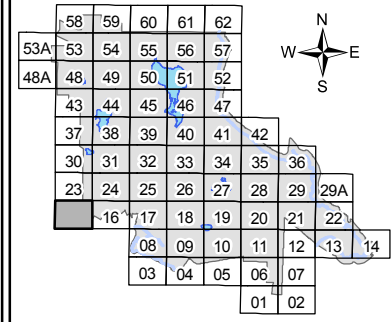 58 59 60 61 62
N
53A 53 54 55 56 57
W E
48A 48 49 50 51 52
S
43 44 45 46 47
37 38 39 40 41 42
30 31 32 33 34 35 36
23 24 25 26 27 28 29 29A
16 17 18 19 20 21 22
08 09 10 11 12 13 14
03 04 05 06 07
01 02